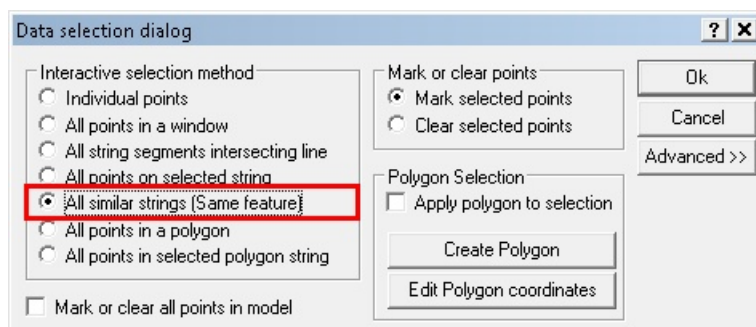 Data selection dialog
Interactive selection method
Individual points
All points in a window
All string segments intersecting line
All points on selected string
All similar strings (Same feature)
All points in a polygon
All points in selected polygon string
Mark or clear all points in model
Mark or clear points
Mark selected points
Clear selected points
Polygon Selection
Apply polygon to selection
Create Polygon
Edit Polygon coordinates
Ok
Cancel
Advanced >>